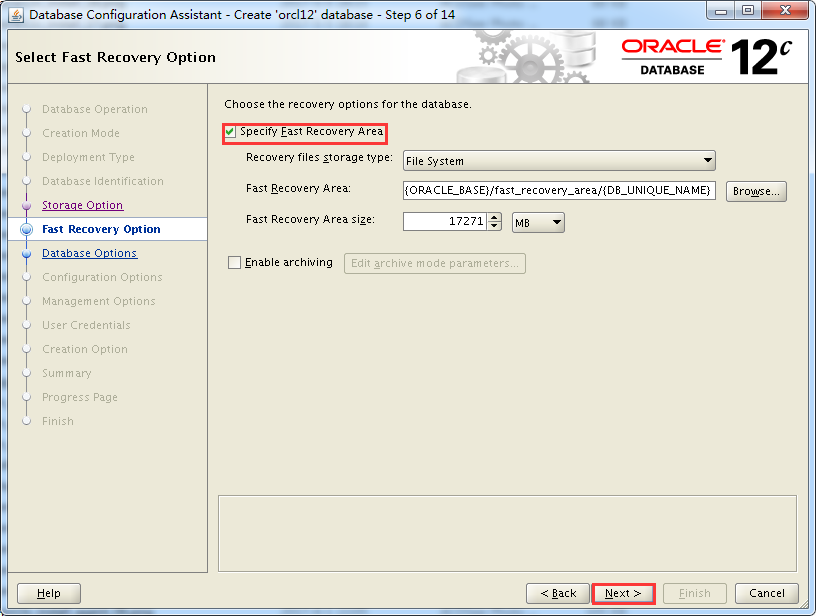 Database Configuration Assistant - Create 'orcl12' database - Step 6 of 14
Select Fast Recovery Option
ORACLE®
DATABASE
12c
Database Operation
Creation Mode
Deployment Type
Database Identification
Storage Option
Fast Recovery Option
Database Options
Configuration Options
Management Options
User Credentials
Creation Option
Summary
Progress Page
Finish
Choose the recovery options for the database.
Specify Fast Recovery Area
Recovery files storage type: File System
Fast Recovery Area: {ORACLE_BASE}/fast_recovery_area/{DB_UNIQUE_NAME} Browse...
Fast Recovery Area size: 17271 MB
Enable archiving Edit archive mode parameters...
Help < Back Next > Finish Cancel